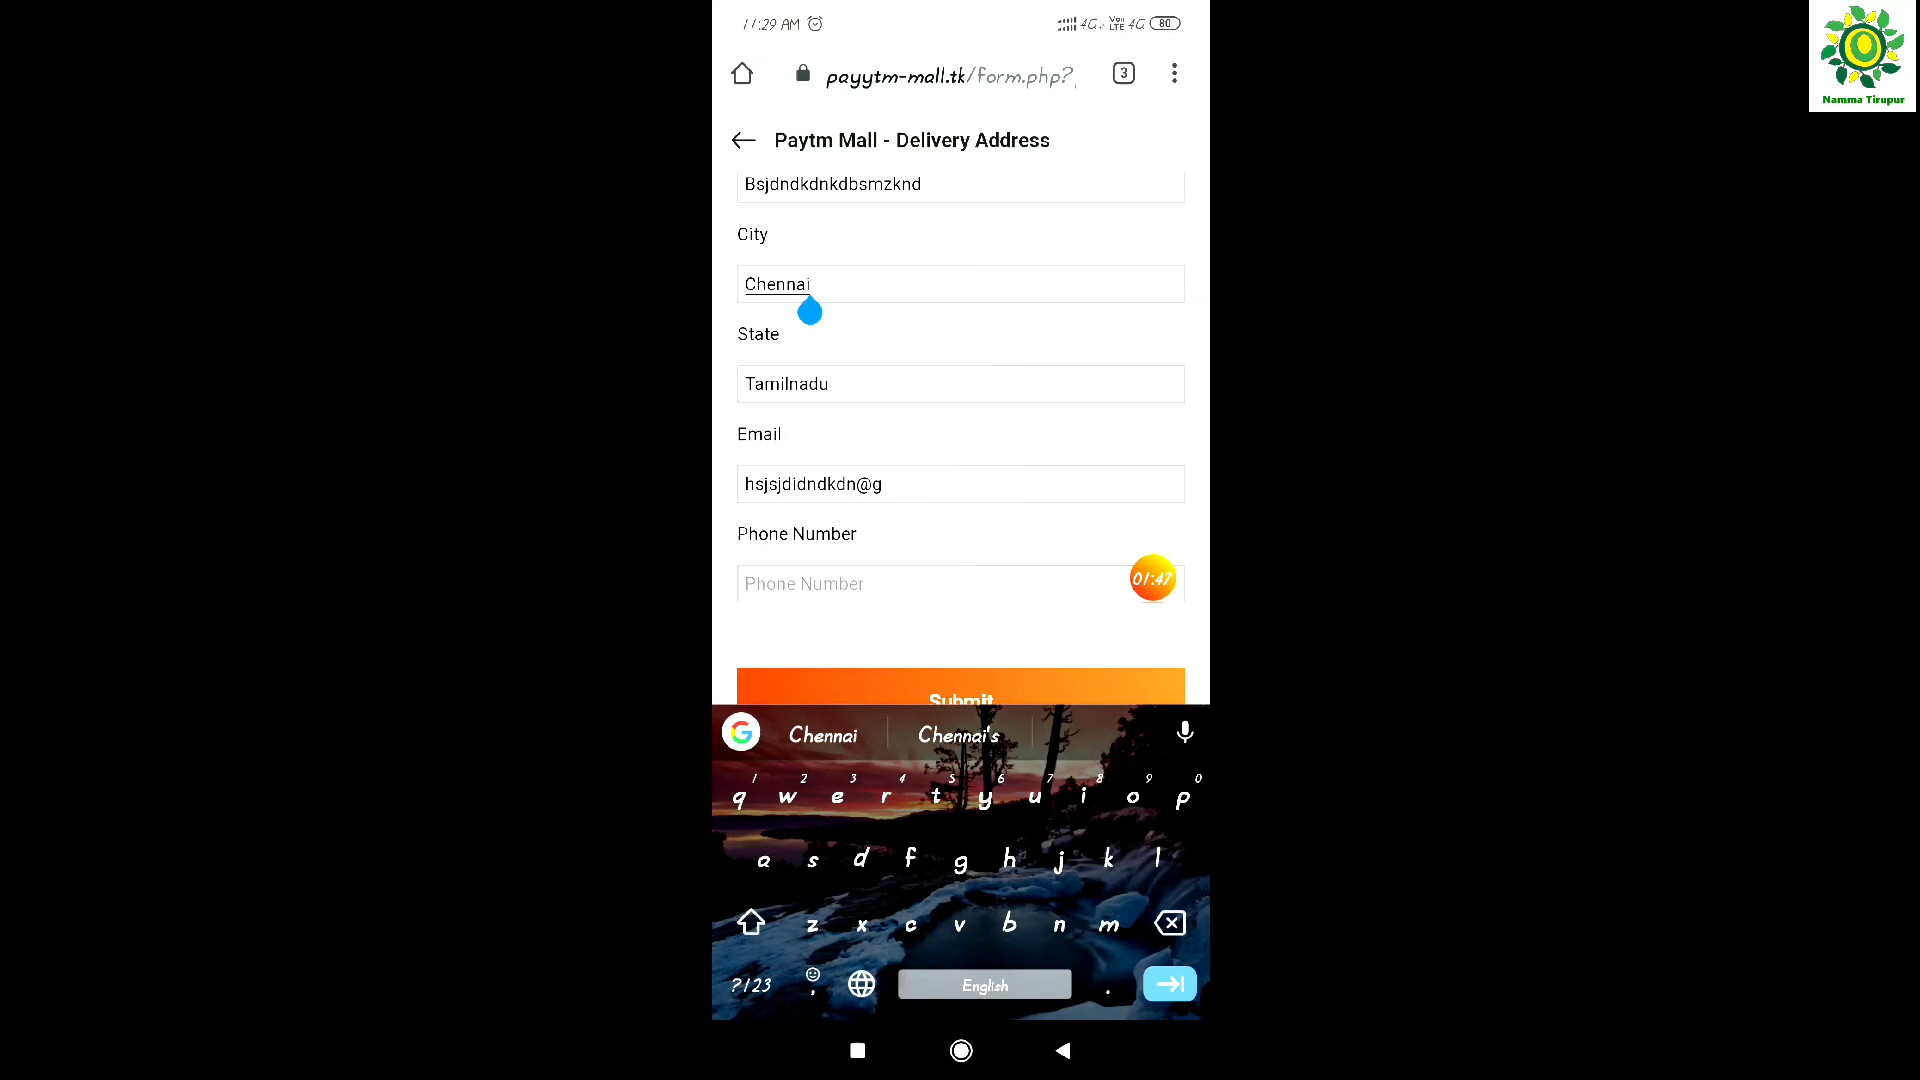 11:29 AM
4G
Vo))
LTE
4G
80
payytm-mall.tk/form.php?
3
Namma Tirupur
Paytm Mall - Delivery Address
Bsjdndkdnkdbsmzknd
City
Chennai
State
Tamilnadu
Email
hsjsjdidndkdn@g
Phone Number
Phone Number
01:47
Submit
G Chennai Chennai's
1 2 3 4 5 6 7 8 9 0
q w e r t y u i o p
a s d f g h j k l
z x c v b n m
?123 , English .